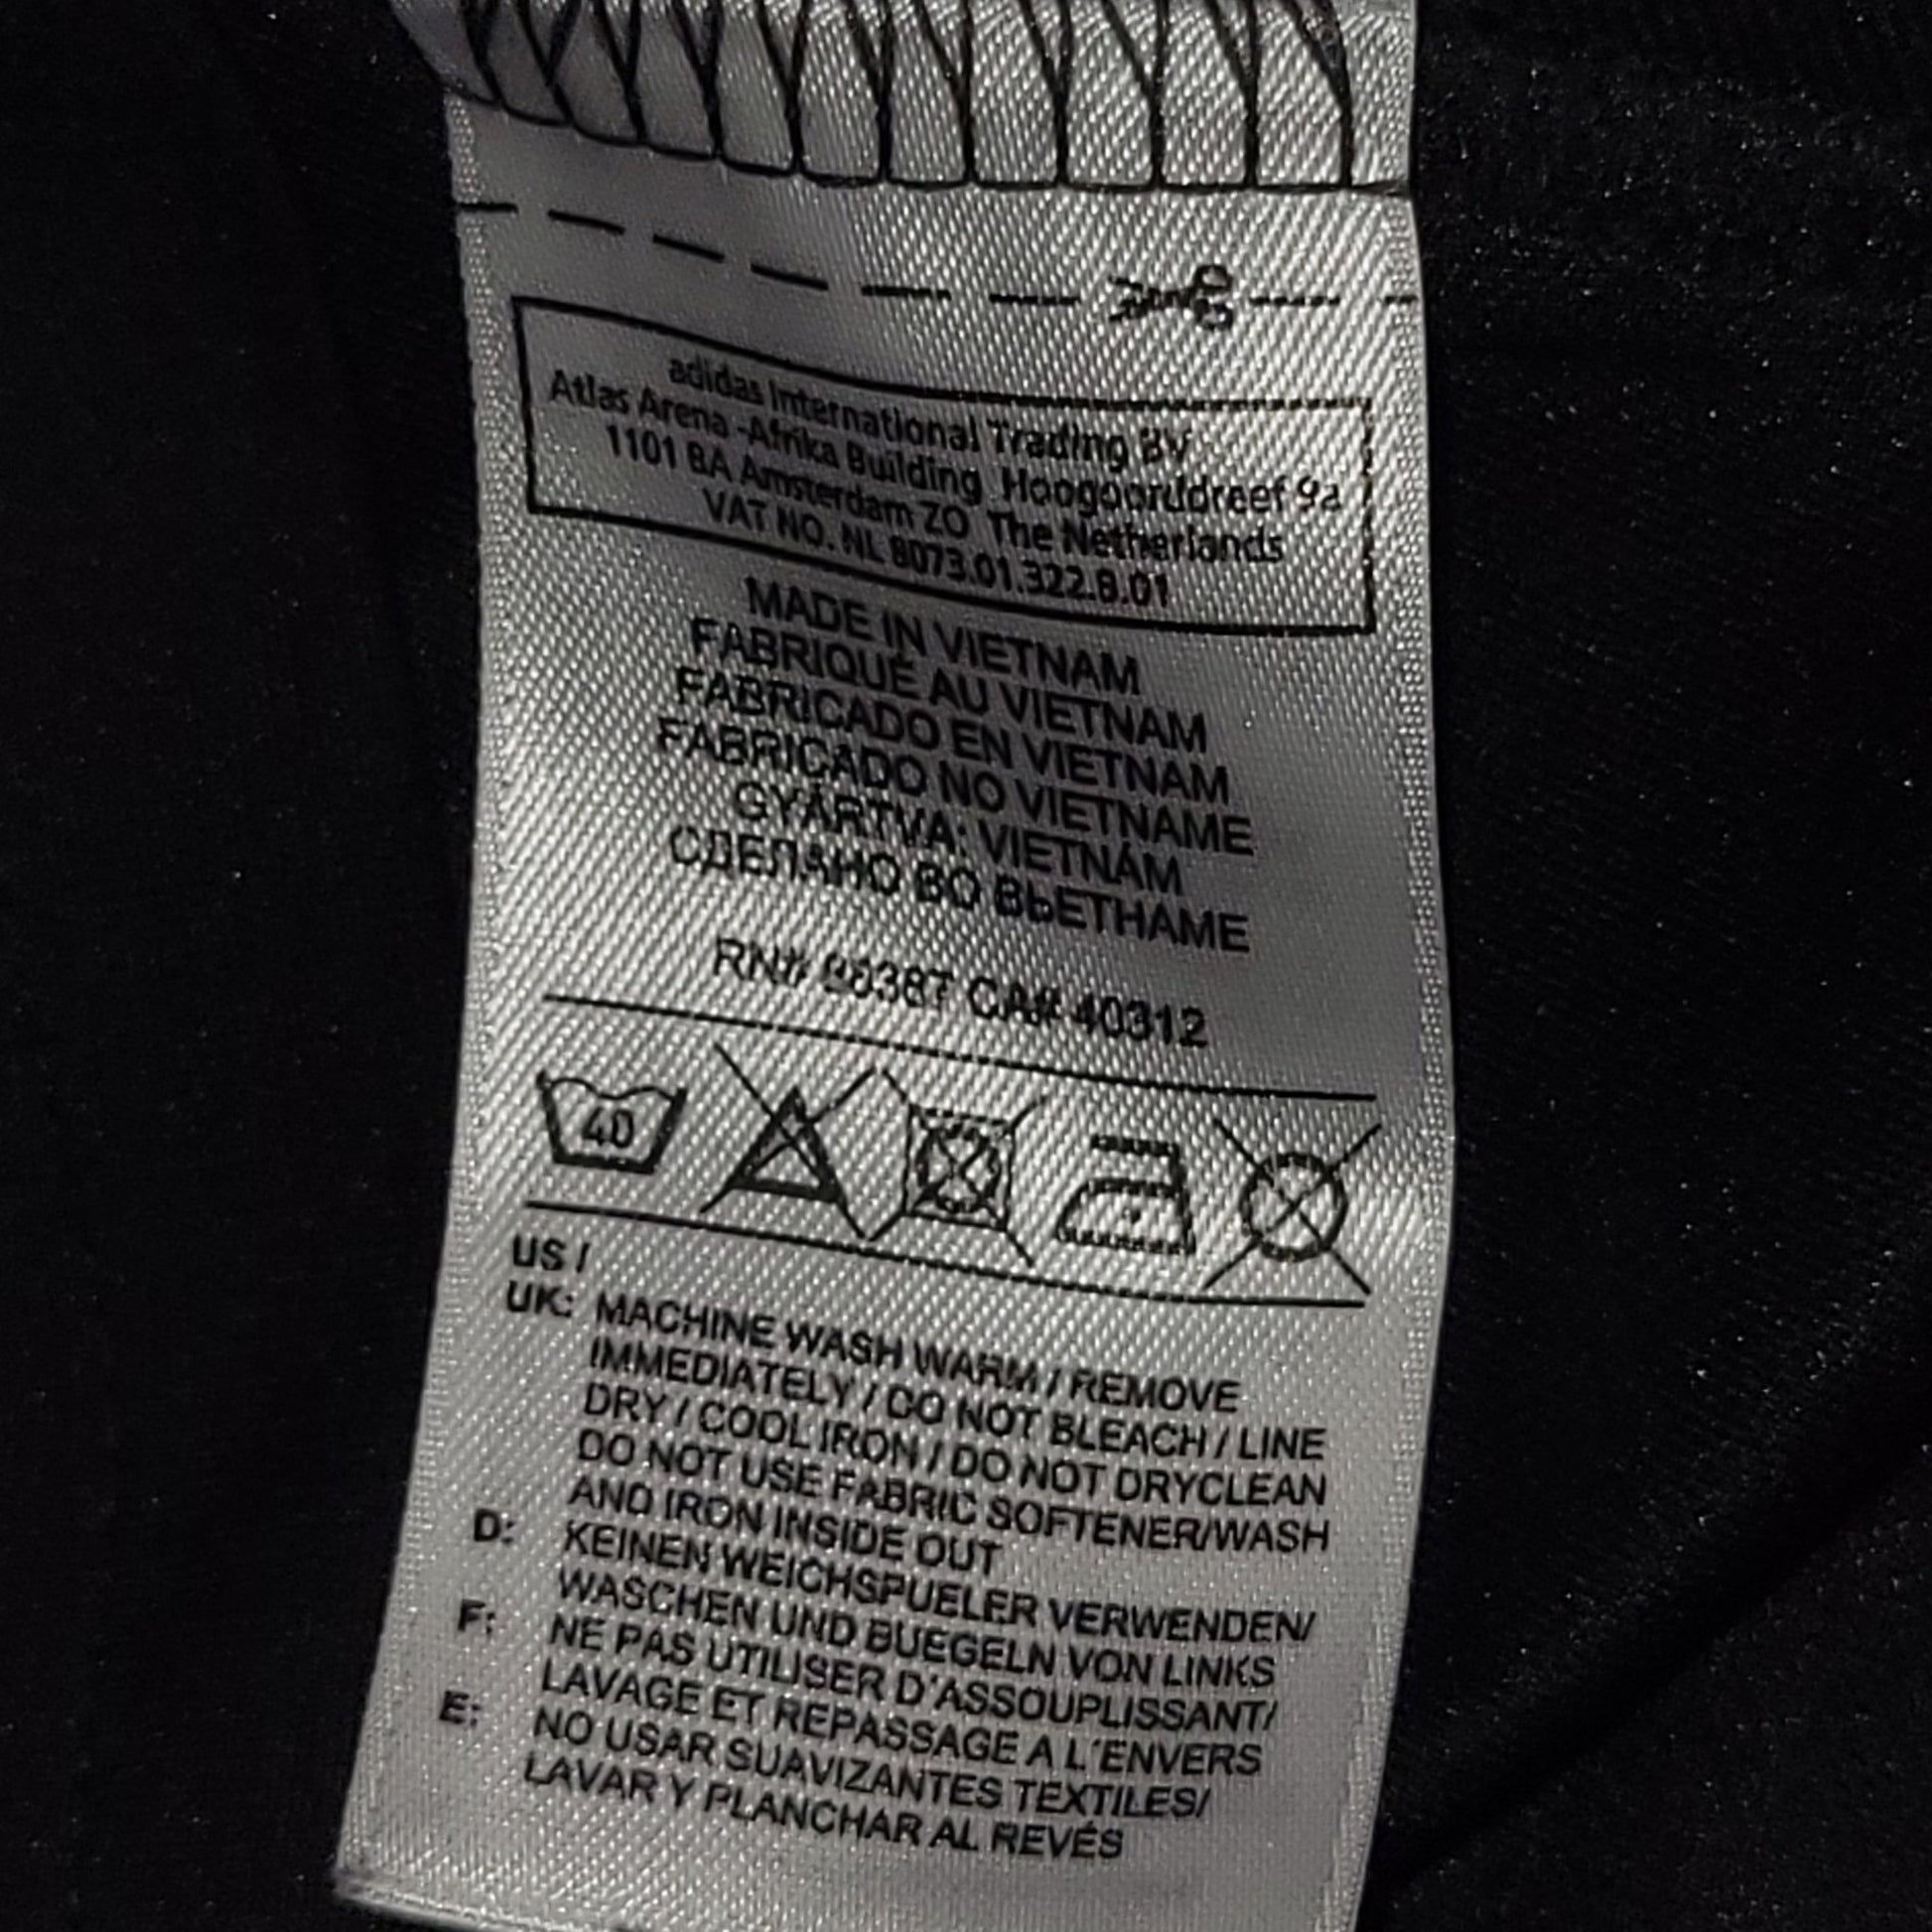 adidas International Trading BV
Atlas Arena -Afrika Building Hoogoorddreef 9a
1101 BA Amsterdam ZO The Netherlands
VAT NO. NL 8073.01.322.B.01
MADE IN VIETNAM
FABRIQUÉ AU VIETNAM
FABRICADO EN VIETNAM
FABRICADO NO VIETNAME
GYÁRTVA: VIETNÁM
СДЕЛАНО ВО ВЬЕТНАМЕ
RN# 88387 CA# 40312
40
US /
UK: MACHINE WASH WARM / REMOVE
IMMEDIATELY / DO NOT BLEACH / LINE
DRY / COOL IRON / DO NOT DRYCLEAN
DO NOT USE FABRIC SOFTENER/WASH
AND IRON INSIDE OUT
D: KEINEN WEICHSPUELER VERWENDEN/
WASCHEN UND BUEGELN VON LINKS
F: NE PAS UTILISER D'ASSOUPLISSANT/
LAVAGE ET REPASSAGE A L'ENVERS
E: NO USAR SUAVIZANTES TEXTILES/
LAVAR Y PLANCHAR AL REVÉS